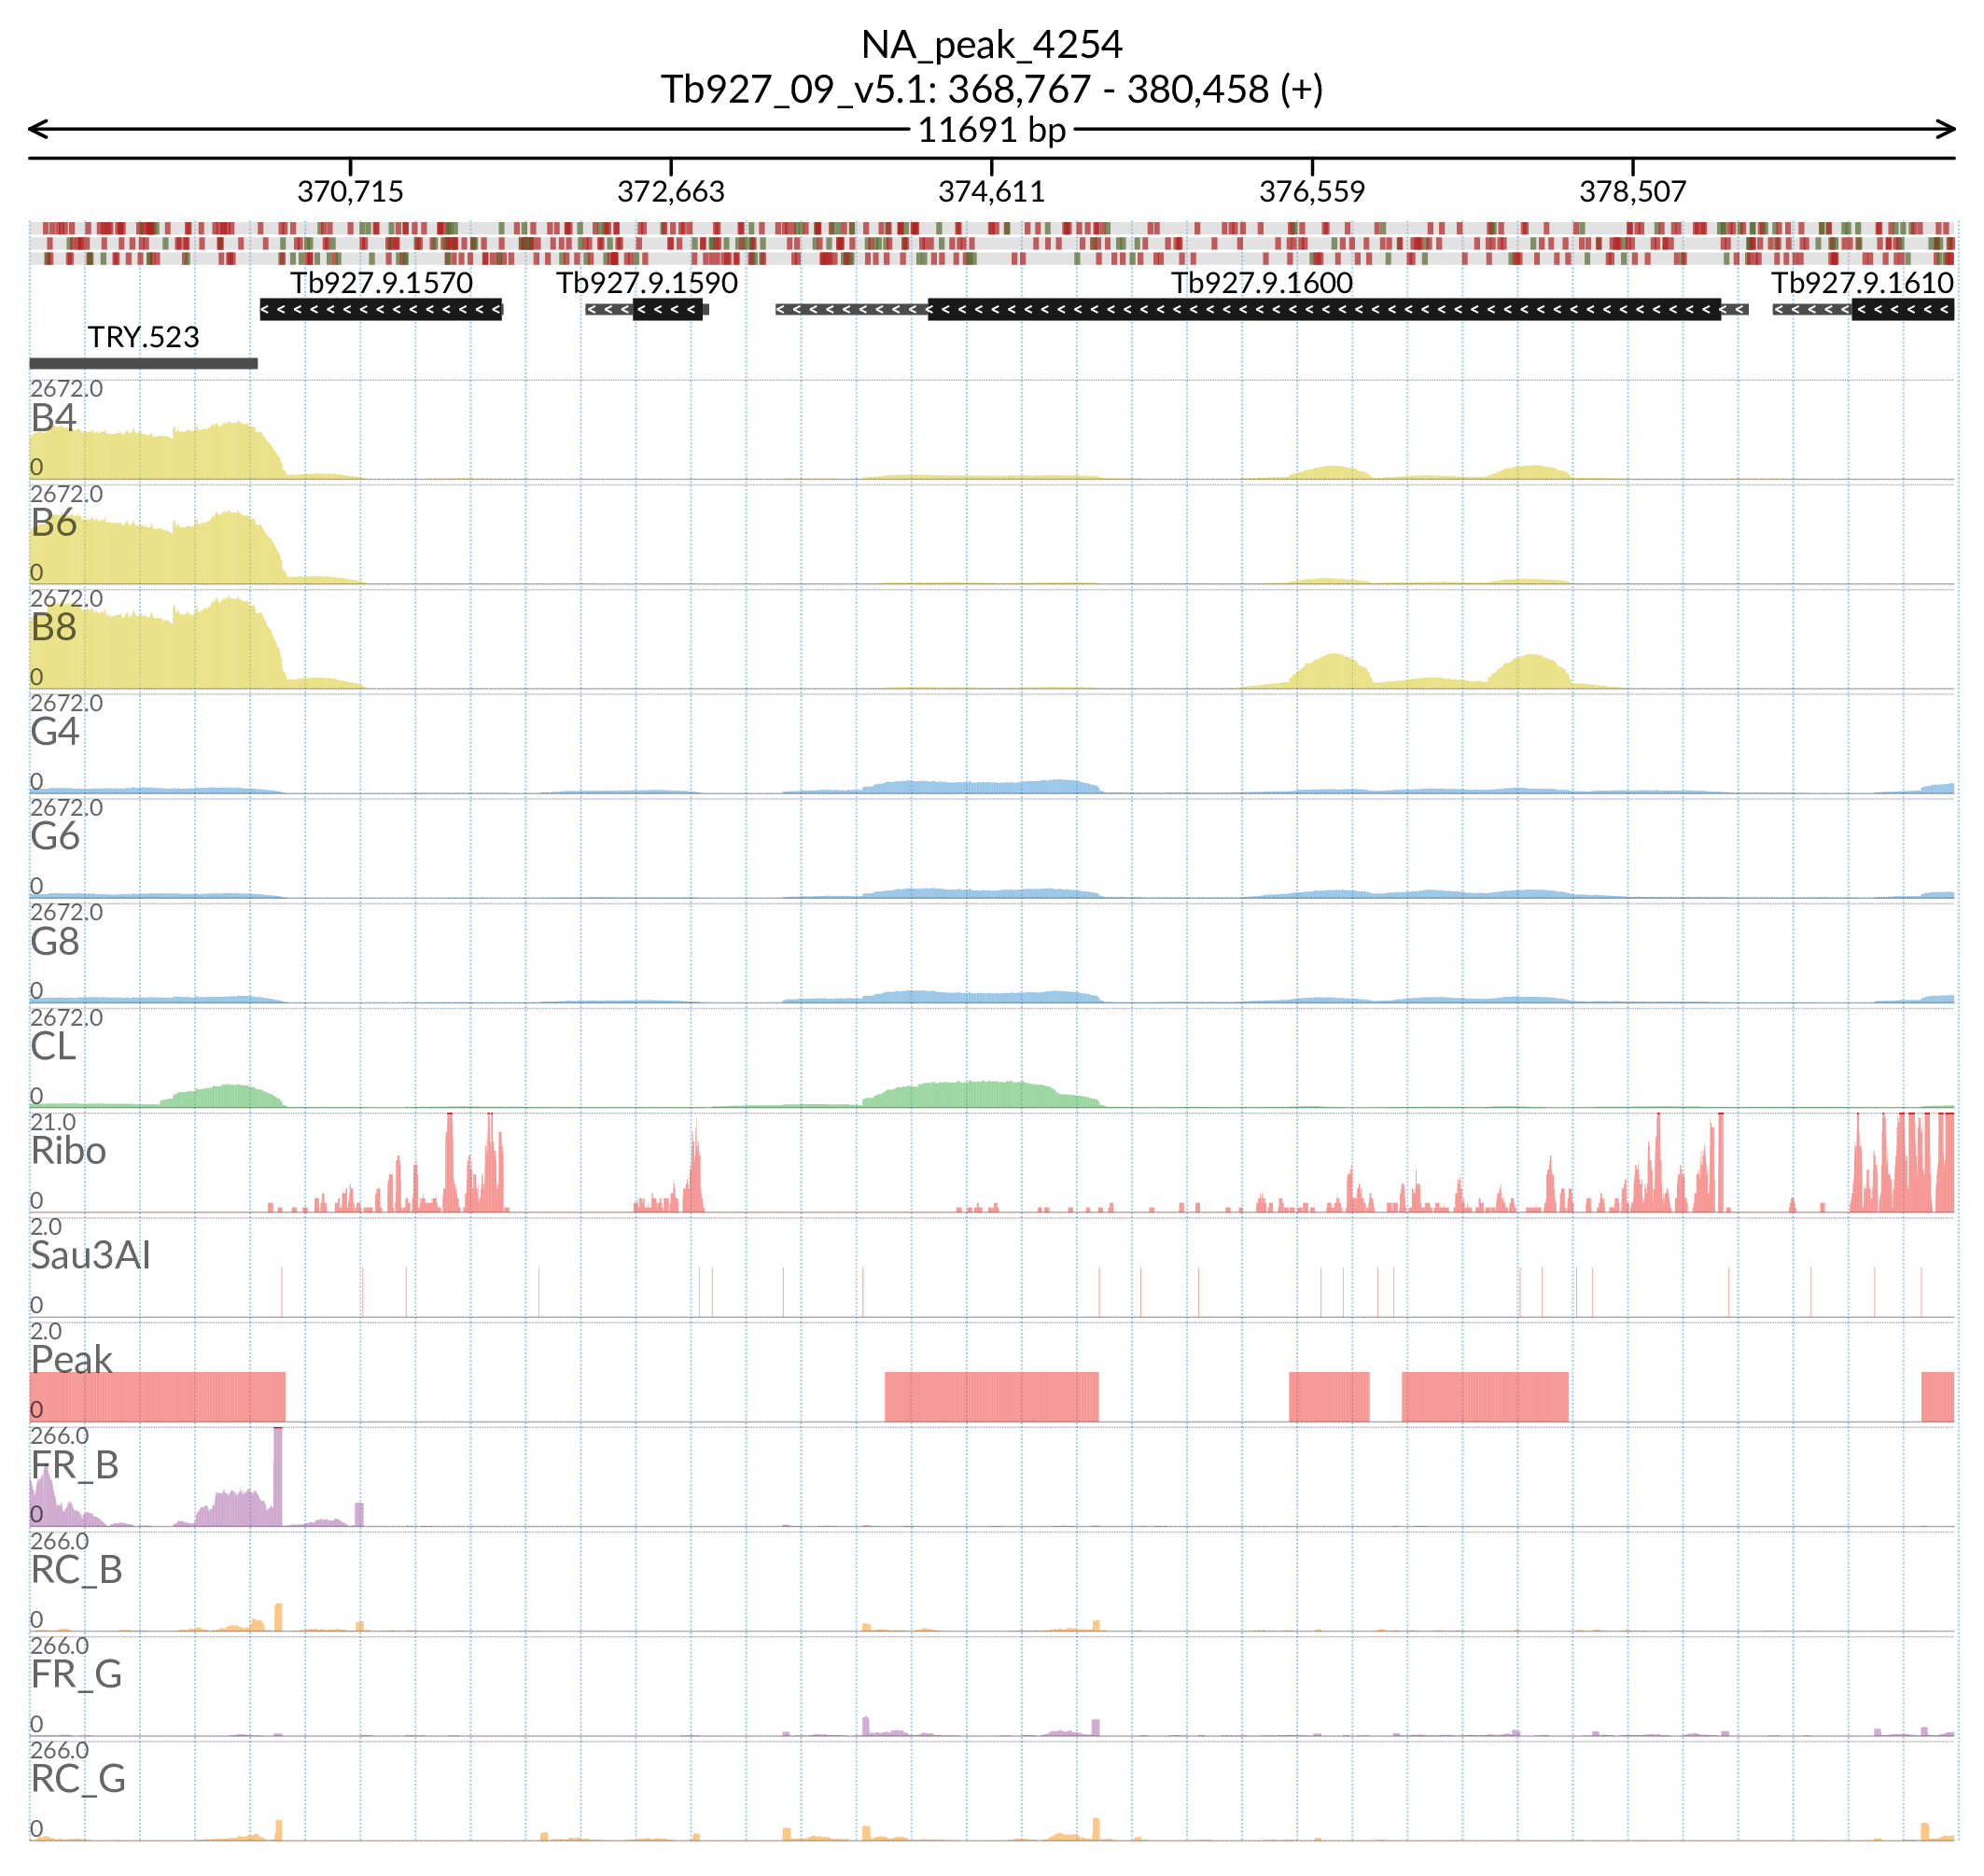 NA_peak_4254
Tb927_09_v5.1: 368,767 - 380,458 (+)
11691 bp
370,715 372,663 374,611 376,559 378,507
Tb927.9.1570 Tb927.9.1590 Tb927.9.1600 Tb927.9.1610
TRY.523
2672.0
B4
0
2672.0
B6
0
2672.0
B8
0
2672.0
G4
0
2672.0
G6
0
2672.0
G8
0
2672.0
CL
0
21.0
Ribo
0
2.0
Sau3AI
0
2.0
Peak
0
266.0
FR_B
0
266.0
RC_B
0
266.0
FR_G
0
266.0
RC_G
0